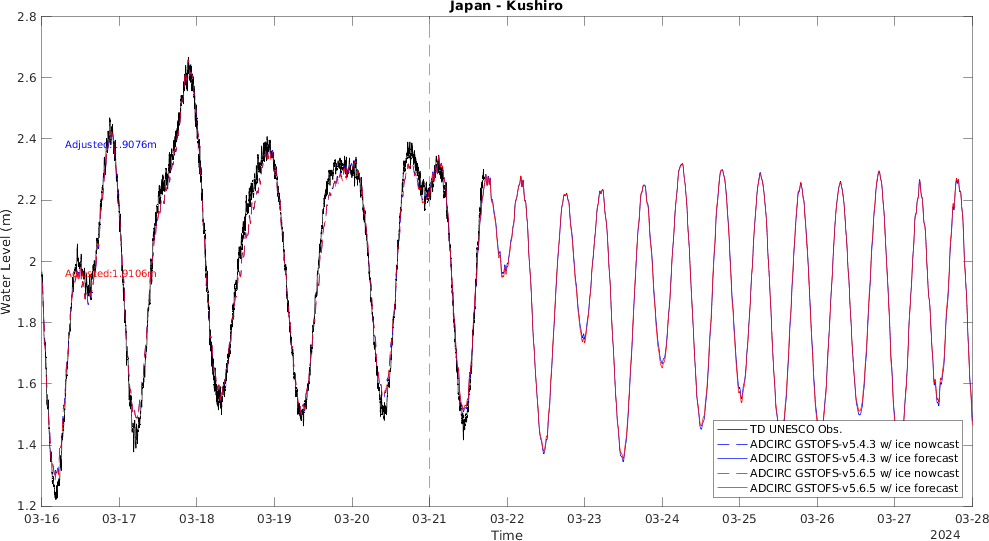 Japan - Kushiro
2.8
2.6
2.4
2.2
2
1.8
1.6
1.4
1.2
Water Level (m)
Adjusted:1.9076m
Adjusted:1.9106m
TD UNESCO Obs.
ADCIRC GSTOFS-v5.4.3 w/ ice nowcast
ADCIRC GSTOFS-v5.4.3 w/ ice forecast
ADCIRC GSTOFS-v5.6.5 w/ ice nowcast
ADCIRC GSTOFS-v5.6.5 w/ ice forecast
03-16 03-17 03-18 03-19 03-20 03-21 03-22 03-23 03-24 03-25 03-26 03-27 03-28
Time
2024